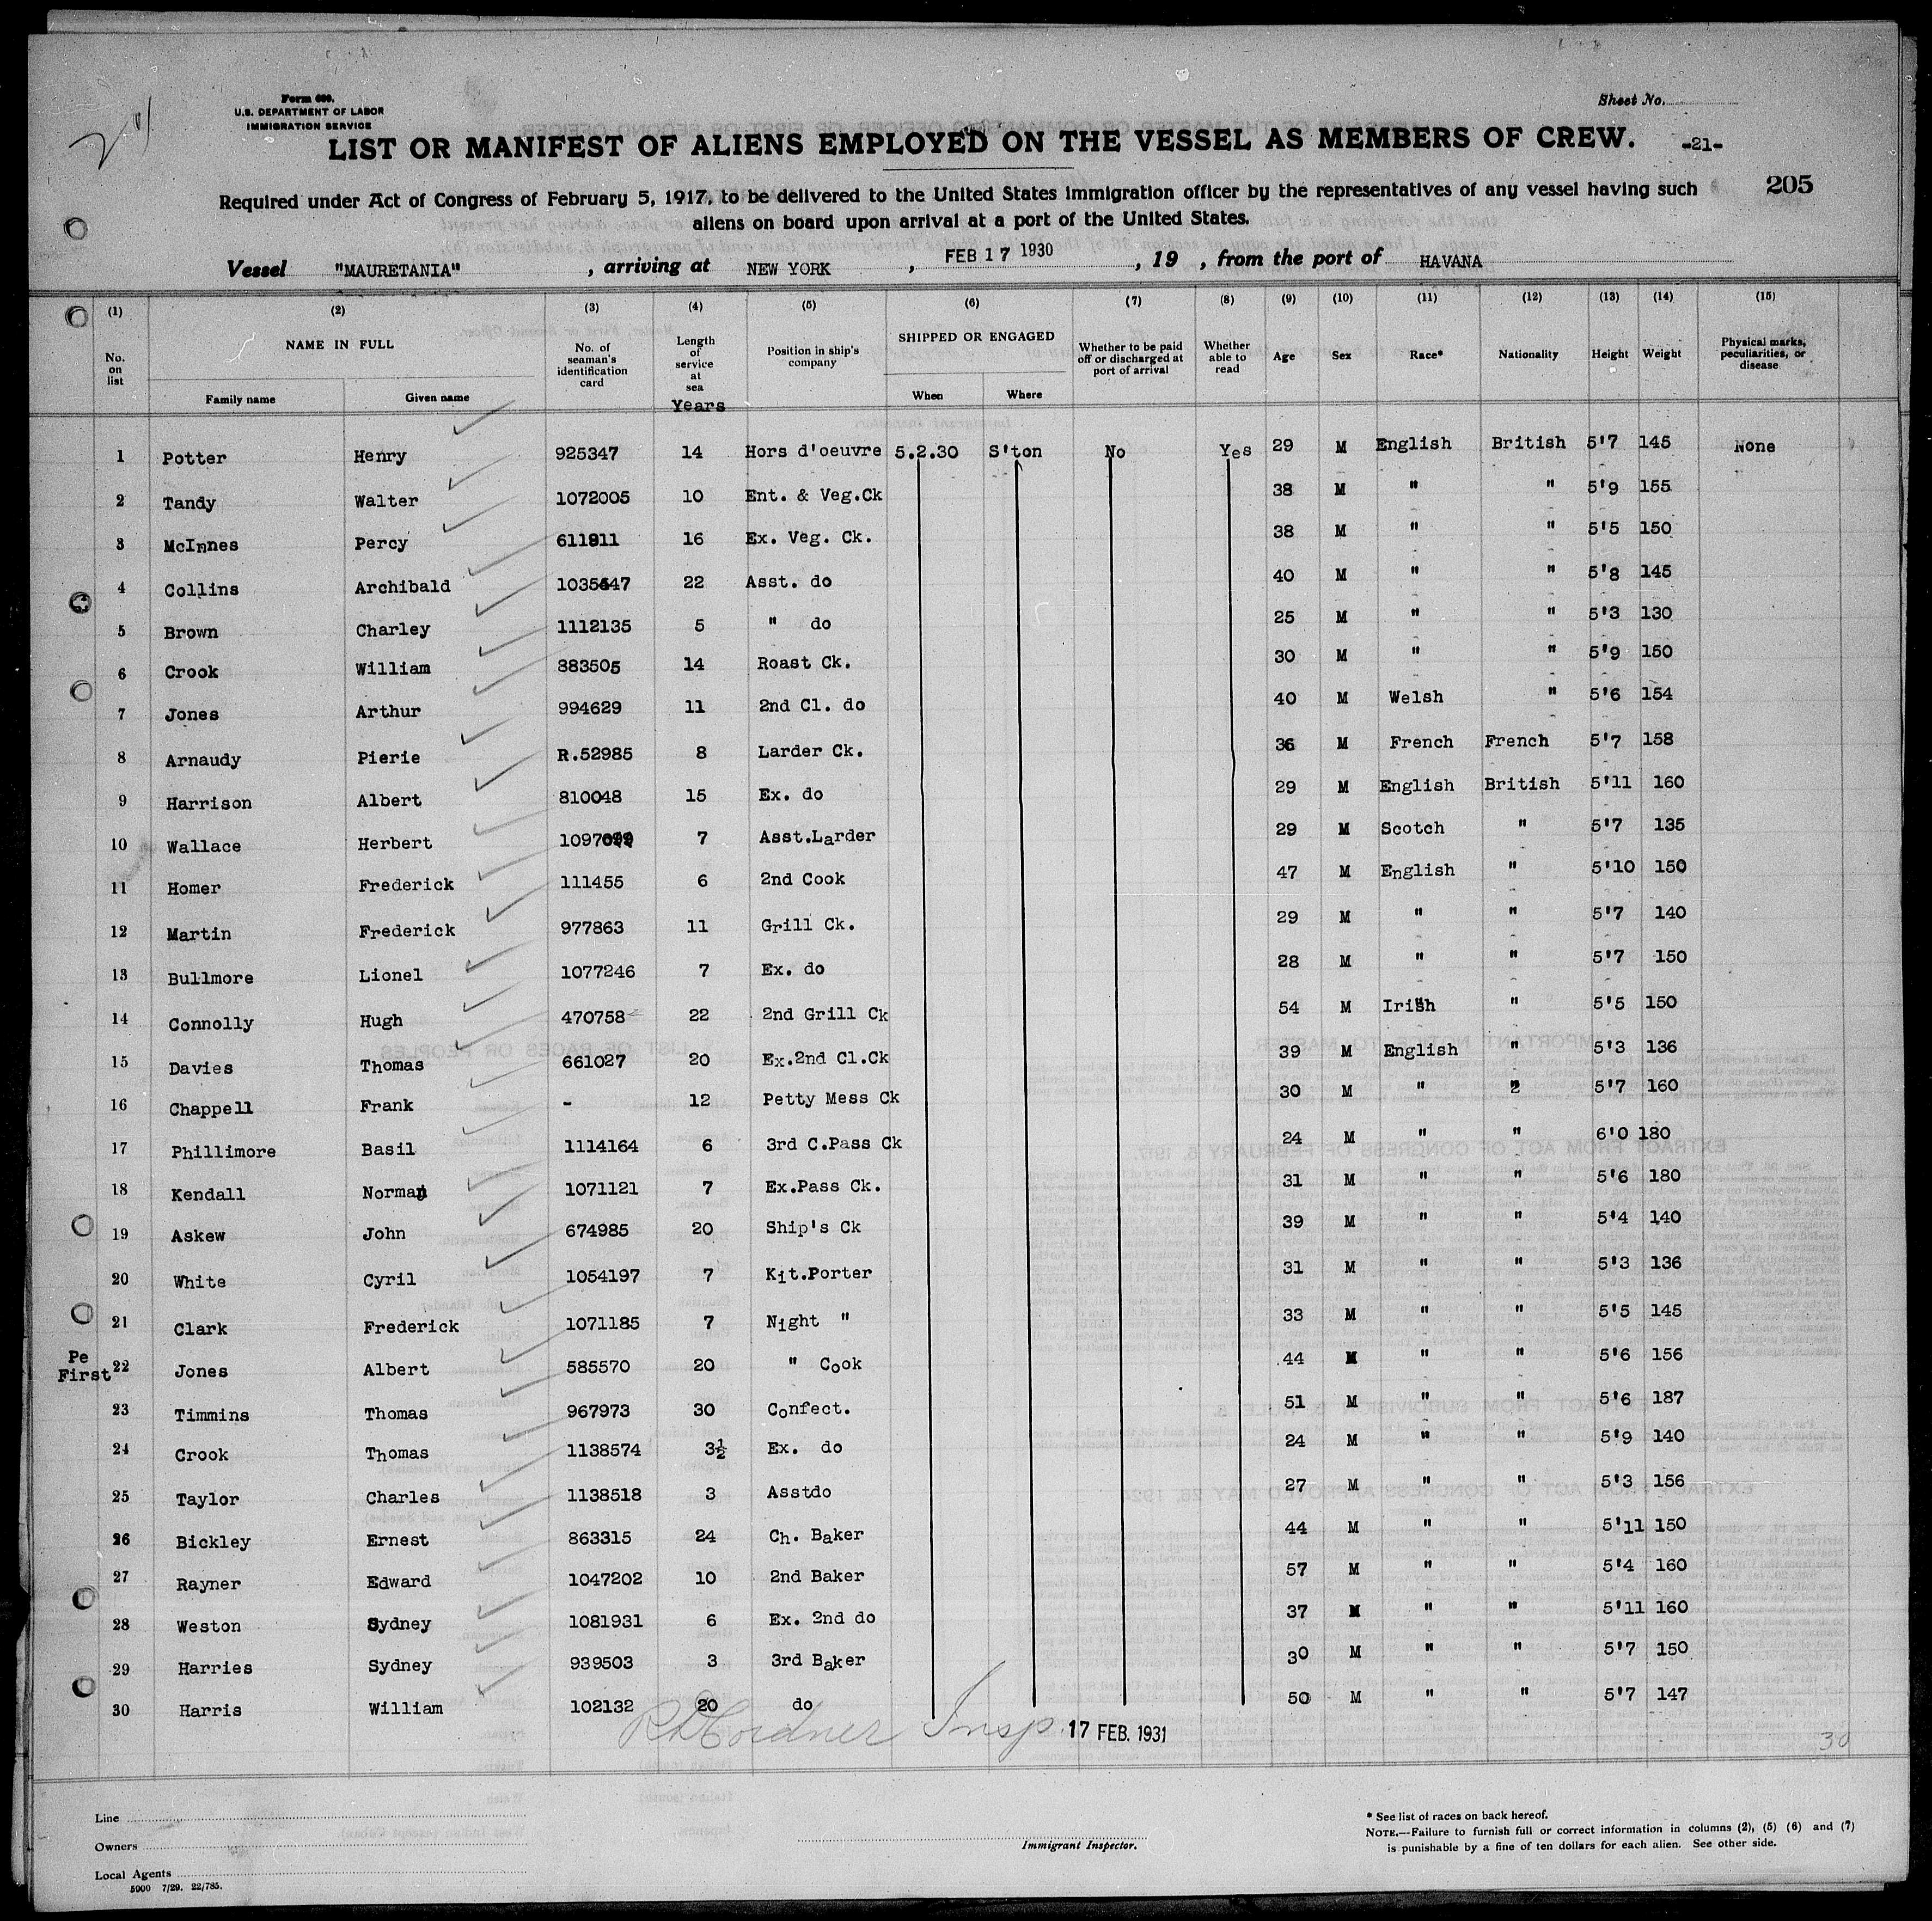 Form 680.
U.S. DEPARTMENT OF LABOR
IMMIGRATION SERVICE
Sheet No.
LIST OR MANIFEST OF ALIENS EMPLOYED ON THE VESSEL AS MEMBERS OF CREW. -21-
205
Required under Act of Congress of February 5, 1917, to be delivered to the United States immigration officer by the representatives of any vessel having such
aliens on board upon arrival at a port of the United States.
Vessel "MAURETANIA", arriving at NEW YORK, FEB 17 1930, 19 , from the port of HAVANA
(1) (2) (3) (4) (5) (6) (7) (8) (9) (10) (11) (12) (13) (14) (15)
No. on list NAME IN FULL Family name Given name No. of seaman's identification card Length of service at sea Years Position in ship's company SHIPPED OR ENGAGED When Where Whether to be paid off or discharged at port of arrival Whether able to read Age Sex Race* Nationality Height Weight Physical marks, peculiarities, or disease
1 Potter Henry 925347 14 Hors d'oeuvre 5.2.30 S'ton No Yes 29 M English British 5'7 145 None
2 Tandy Walter 1072005 10 Ent. & Veg.Ck 38 M " " 5'9 155
3 McInnes Percy 611911 16 Ex. Veg. Ck. 38 M " " 5'5 150
4 Collins Archibald 22 Asst. do 40 M " " 5'8 145
5 Brown Charley 1112135 5 " do 25 M " " 5'3 130
6 Crook William 883505 14 Roast Ck. 30 M " " 5'9 150
7 Jones Arthur 994629 11 2nd Cl. do 40 M Welsh " 5'6 154
8 Arnaudy Pierie R.52985 8 Larder Ck. 36 M French French 5'7 158
9 Harrison Albert 810048 15 Ex. do 29 M English British 5'11 160
10 Wallace Herbert 7 Asst.Larder 29 M Scotch " 5'7 135
11 Homer Frederick 111455 6 2nd Cook 47 M English " 5'10 150
12 Martin Frederick 977863 11 Grill Ck. 29 M " " 5'7 140
13 Bullmore Lionel 1077246 7 Ex. do 28 M " " 5'7 150
14 Connolly Hugh 470758 22 2nd Grill Ck 54 M Irish " 5'5 150
15 Davies Thomas 661027 20 Ex.2nd Cl.Ck 39 M English " 5'3 136
16 Chappell Frank - 12 Petty Mess Ck 30 M " " 5'7 160
17 Phillimore Basil 1114164 6 3rd C.Pass Ck 24 M " " 6'0 180
18 Kendall Norman 1071121 7 Ex.Pass Ck. 31 M " " 5'6 180
19 Askew John 674985 20 Ship's Ck 39 M " " 5'4 140
20 White Cyril 1054197 7 Kit.Porter 31 M " " 5'3 136
21 Clark Frederick 1071185 7 Night " 33 M " " 5'5 145
Pe
First 22 Jones Albert 585570 20 " Cook 44 M " " 5'6 156
23 Timmins Thomas 967973 30 Confect. 51 M " " 5'6 187
24 Crook Thomas 1138574 3½ Ex. do 24 M " " 5'9 140
25 Taylor Charles 1138518 3 Asstdo 27 M " " 5'3 156
26 Bickley Ernest 863315 24 Ch. Baker 44 M " " 5'11 150
27 Rayner Edward 1047202 10 2nd Baker 57 M " " 5'4 160
28 Weston Sydney 1081931 6 Ex. 2nd do 37 M " " 5'11 160
29 Harries Sydney 939503 3 3rd Baker 30 M " " 5'7 150
30 Harris William 102132 20 do 50 M " " 5'7 147
Insp. 17 FEB. 1931
30
Line
Owners
Local Agents
5000 7/29. 22/785.
Immigrant Inspector.
* See list of races on back hereof.
NOTE.—Failure to furnish full or correct information in columns (2), (5) (6) and (7)
is punishable by a fine of ten dollars for each alien. See other side.